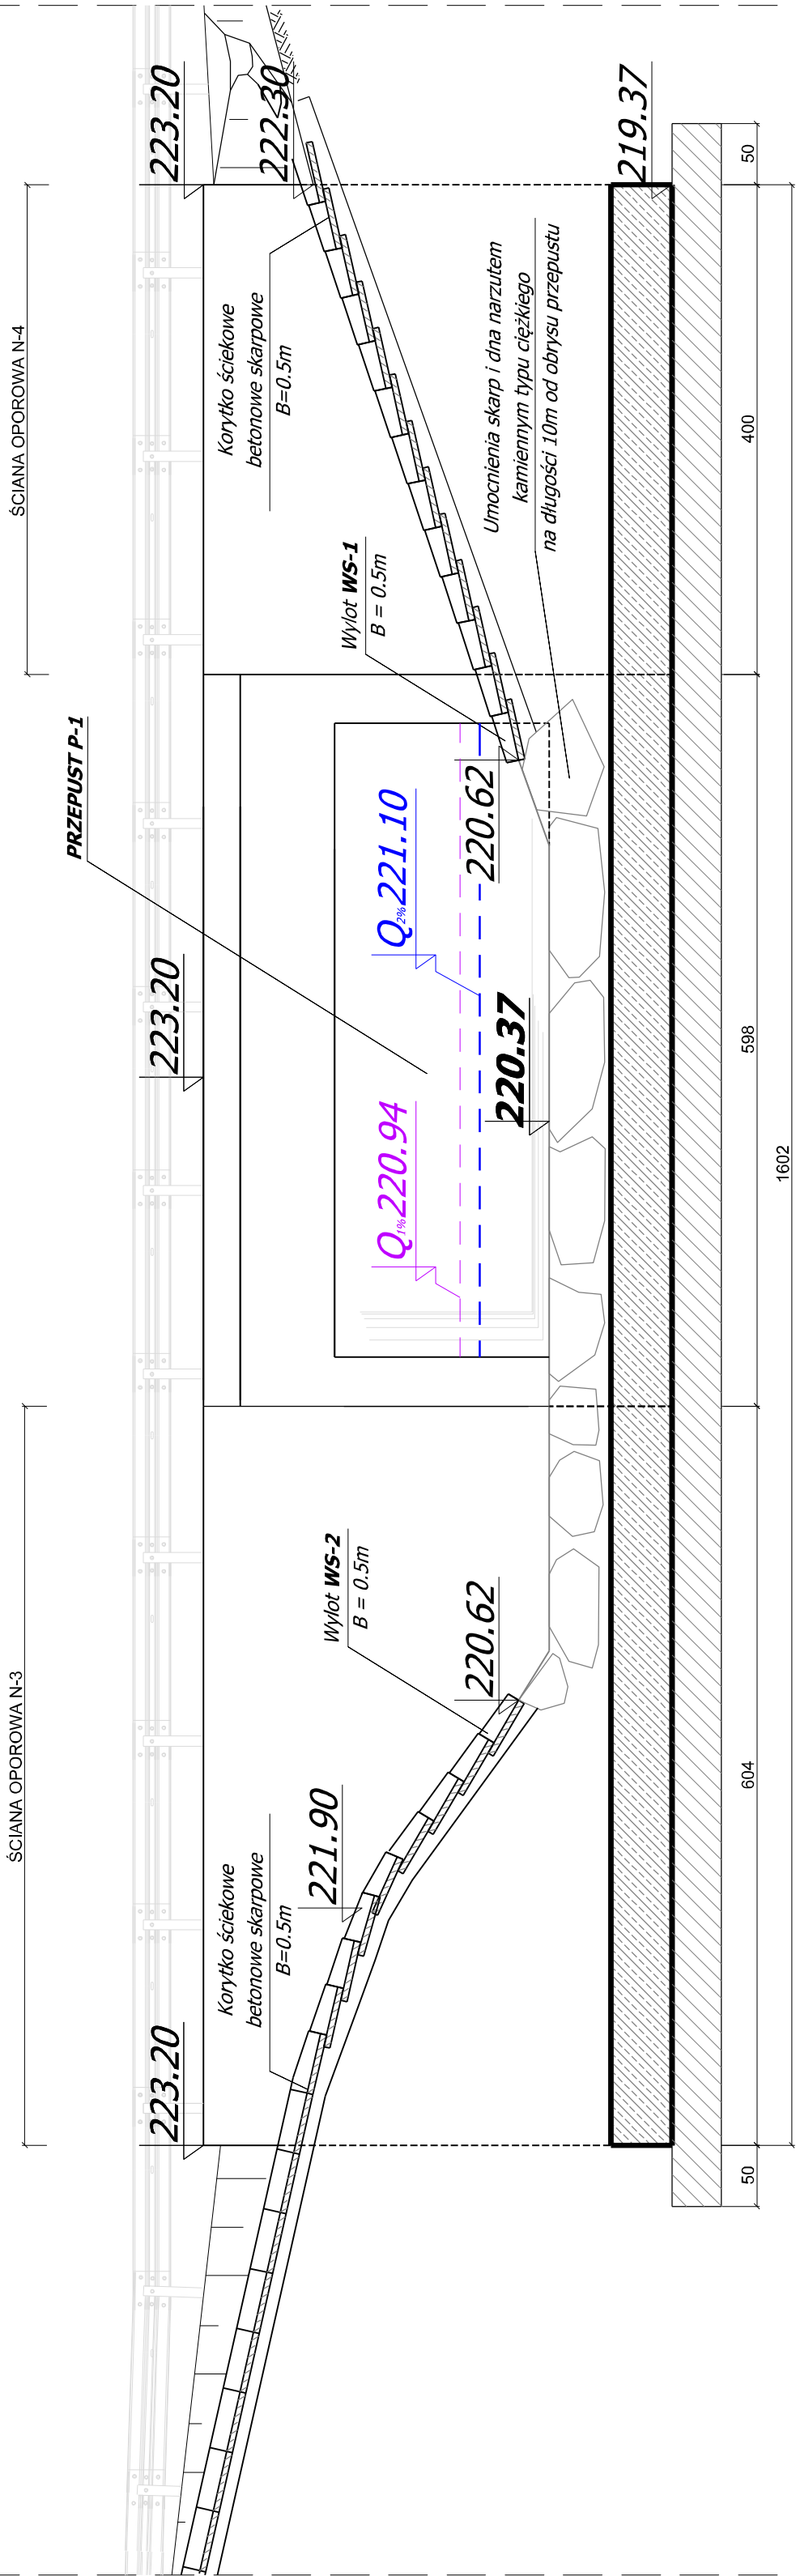 ŚCIANA OPOROWA N-3
ŚCIANA OPOROWA N-4
PRZEPUST P-1
223.20
223.20
223.20
222.30
219.37
Korytko ściekowe
betonowe skarpowe
B=0.5m
221.90
Wylot WS-2
B = 0.5m
220.62
Q1% 220.94
Q2% 221.10
220.37
220.62
Wylot WS-1
B = 0.5m
Korytko ściekowe
betonowe skarpowe
B=0.5m
Umocnienia skarp i dna narzutem
kamiennym typu ciężkiego
na długości 10m od obrysu przepustu
50
604
598
400
50
1602